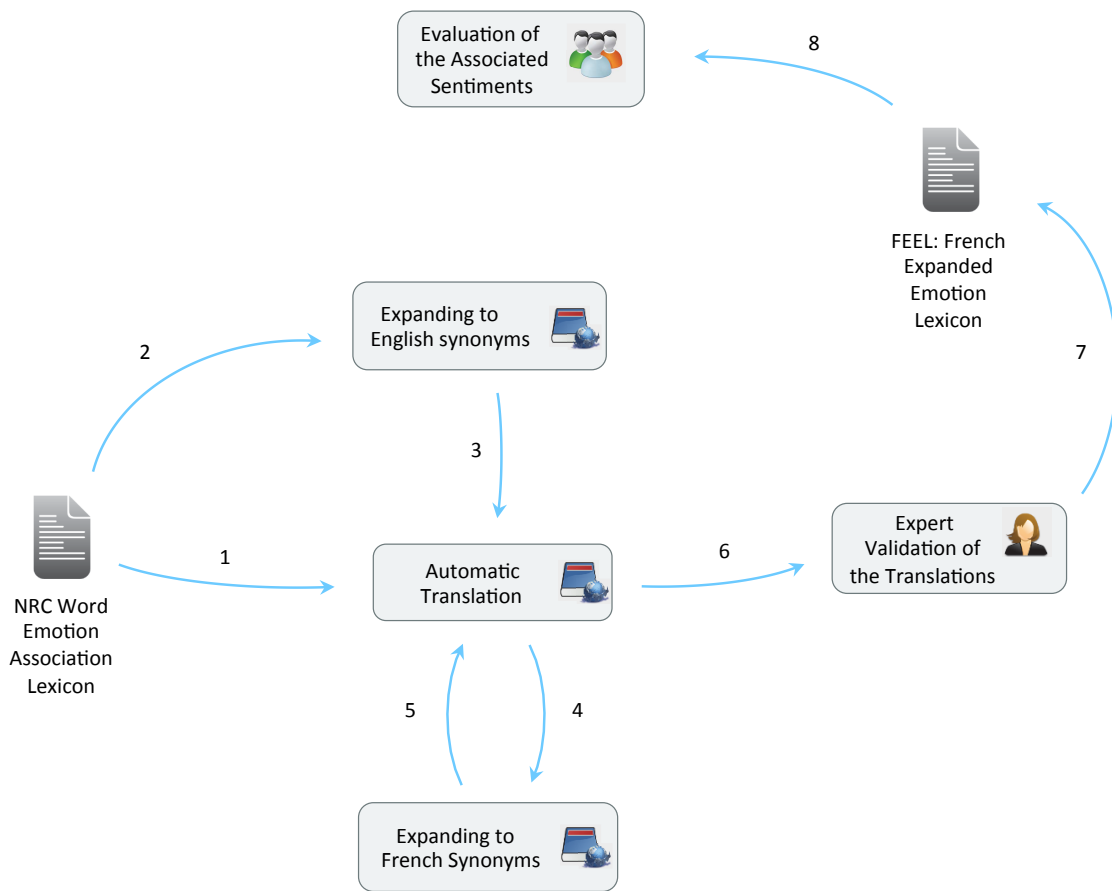 Evaluation of
the Associated
Sentiments
8
FEEL: French
Expanded
Emotion
Lexicon
Expanding to
English synonyms
2
7
3
NRC Word
Emotion
Association
Lexicon
1
Automatic
Translation
6
Expert
Validation of
the Translations
5
4
Expanding to
French Synonyms